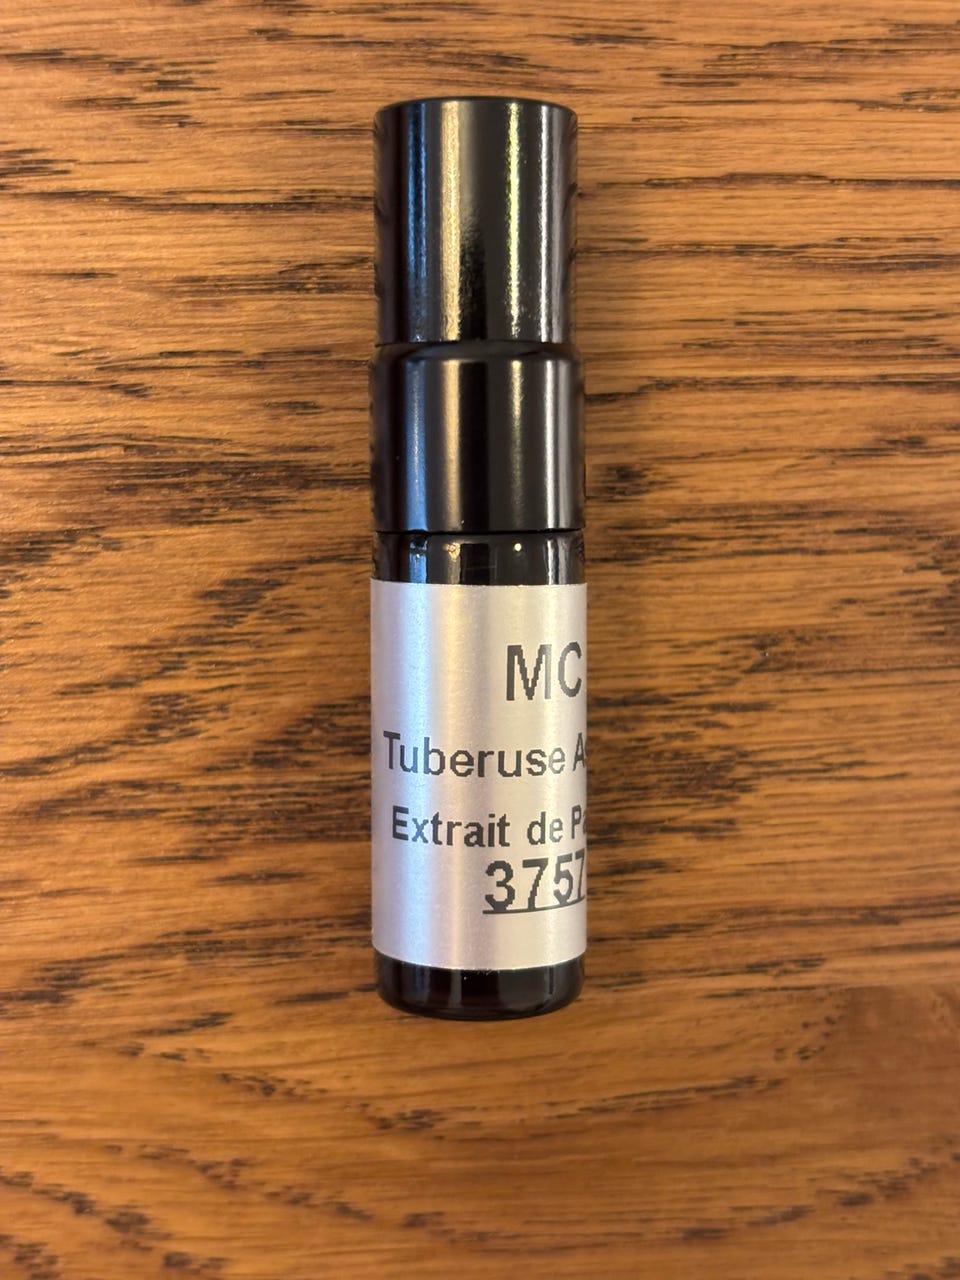 MC
Tuberuse
Extrait de
3757